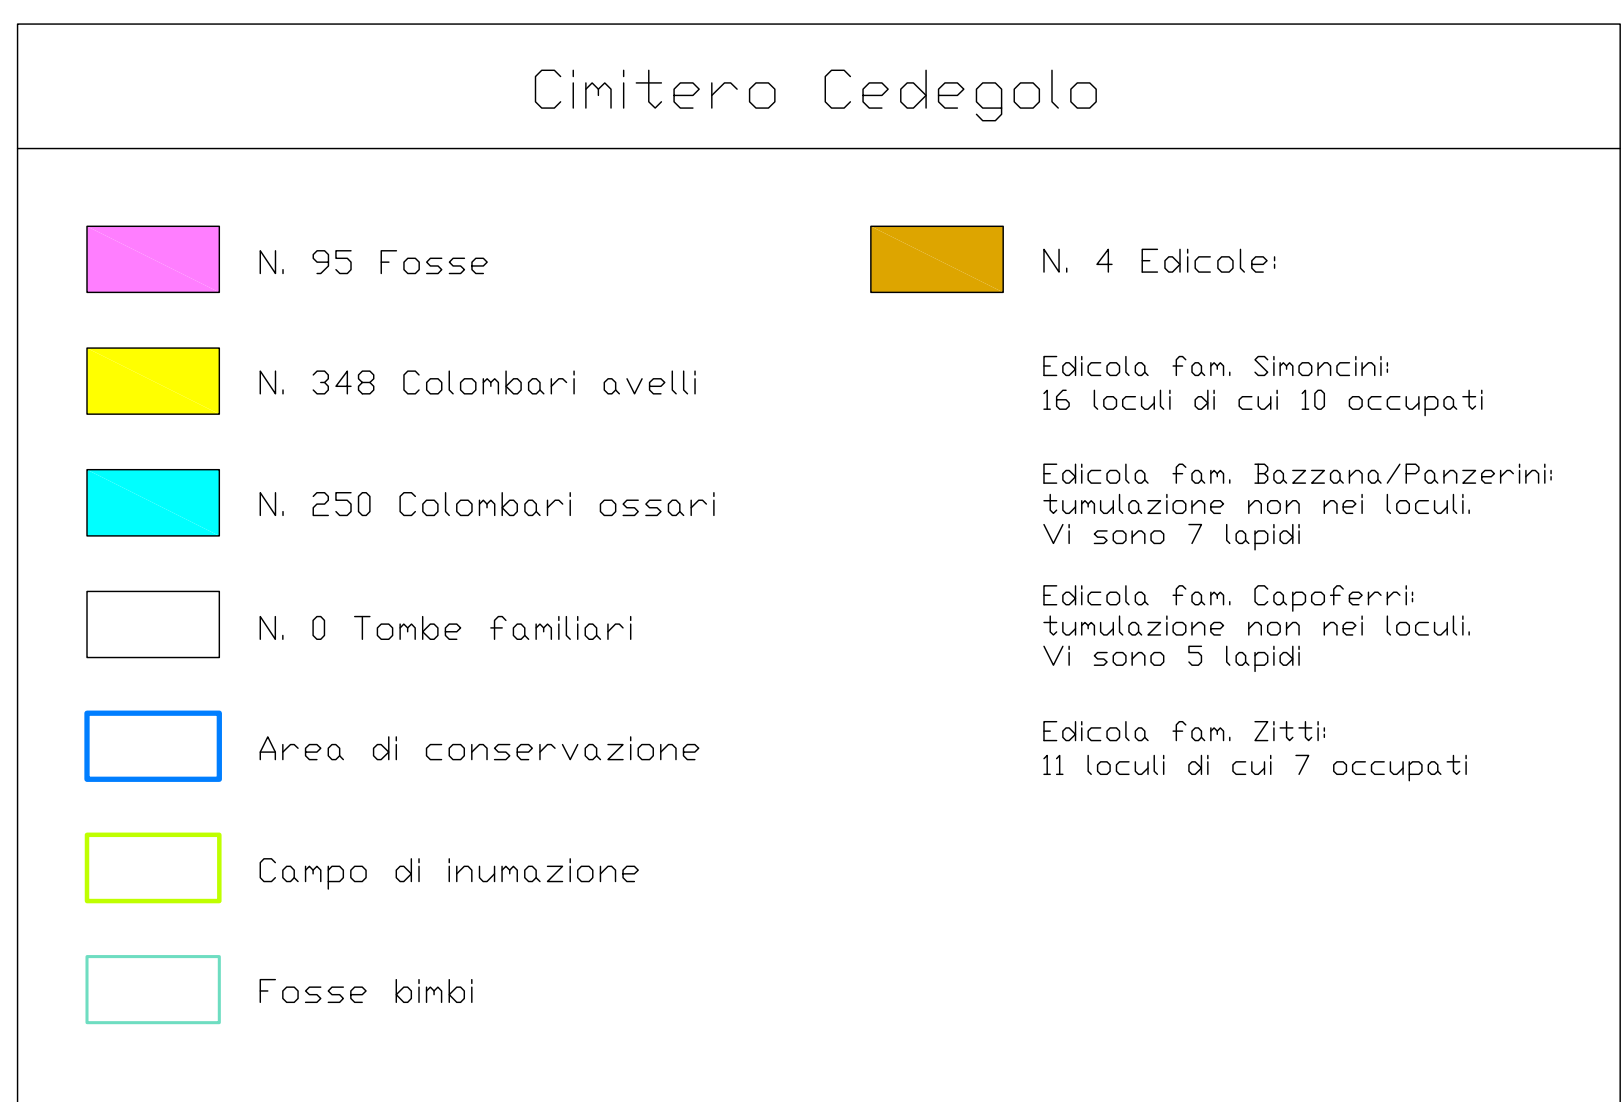 Cimitero Cedegolo
N. 95 Fosse
N. 348 Colombari avelli
N. 250 Colombari ossari
N. 0 Tombe familiari
Area di conservazione
Campo di inumazione
Fosse bimbi
N. 4 Edicole:
Edicola fam. Simoncini:
16 loculi di cui 10 occupati
Edicola fam. Bazzana/Panzerini:
tumulazione non nei loculi.
Vi sono 7 lapidi
Edicola fam. Capoferri:
tumulazione non nei loculi.
Vi sono 5 lapidi
Edicola fam. Zitti:
11 loculi di cui 7 occupati